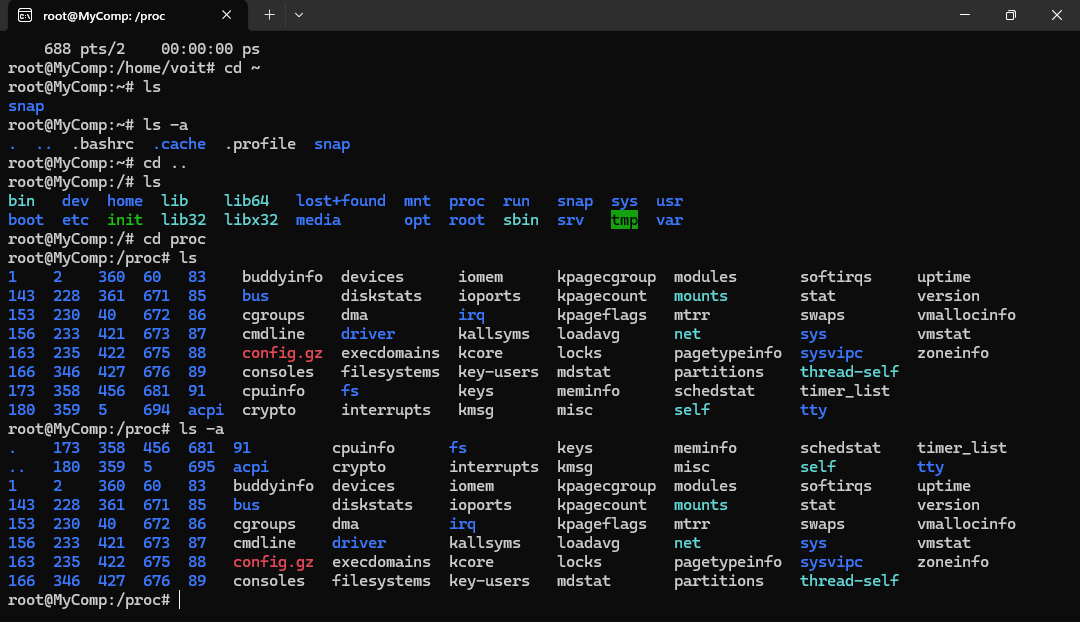 root@MyComp: /proc
688 pts/2    00:00:00 ps
root@MyComp:/home/voit# cd ~
root@MyComp:~# ls
snap
root@MyComp:~# ls -a
.  ..  .bashrc  .cache  .profile  snap
root@MyComp:~# cd ..
root@MyComp:/# ls
bin   dev  home  lib    lib64   lost+found  mnt  proc  run   snap  sys  usr
boot  etc  init  lib32  libx32  media       opt  root  sbin  srv   tmp  var
root@MyComp:/# cd proc
root@MyComp:/proc# ls
1    2    360  60   83    buddyinfo  devices      iomem      kpagecgroup  modules       softirqs     uptime
143  228  361  671  85    bus        diskstats    ioports    kpagecount   mounts        stat         version
153  230  40   672  86    cgroups    dma          irq        kpageflags   mtrr          swaps        vmallocinfo
156  233  421  673  87    cmdline    driver       kallsyms   loadavg      net           sys          vmstat
163  235  422  675  88    config.gz  execdomains  kcore      locks        pagetypeinfo  sysvipc      zoneinfo
166  346  427  676  89    consoles   filesystems  key-users  mdstat       partitions    thread-self
173  358  456  681  91    cpuinfo    fs           keys       meminfo      schedstat     timer_list
180  359  5    694  acpi  crypto     interrupts   kmsg       misc         self          tty
root@MyComp:/proc# ls -a
.    173  358  456  681  91         cpuinfo      fs          keys         meminfo       schedstat    timer_list
..   180  359  5    695  acpi       crypto       interrupts  kmsg         misc          self         tty
1    2    360  60   83   buddyinfo  devices      iomem       kpagecgroup  modules       softirqs     uptime
143  228  361  671  85   bus        diskstats    ioports     kpagecount   mounts        stat         version
153  230  40   672  86   cgroups    dma          irq         kpageflags   mtrr          swaps        vmallocinfo
156  233  421  673  87   cmdline    driver       kallsyms    loadavg      net           sys          vmstat
163  235  422  675  88   config.gz  execdomains  kcore       locks        pagetypeinfo  sysvipc      zoneinfo
166  346  427  676  89   consoles   filesystems  key-users   mdstat       partitions    thread-self
root@MyComp:/proc#